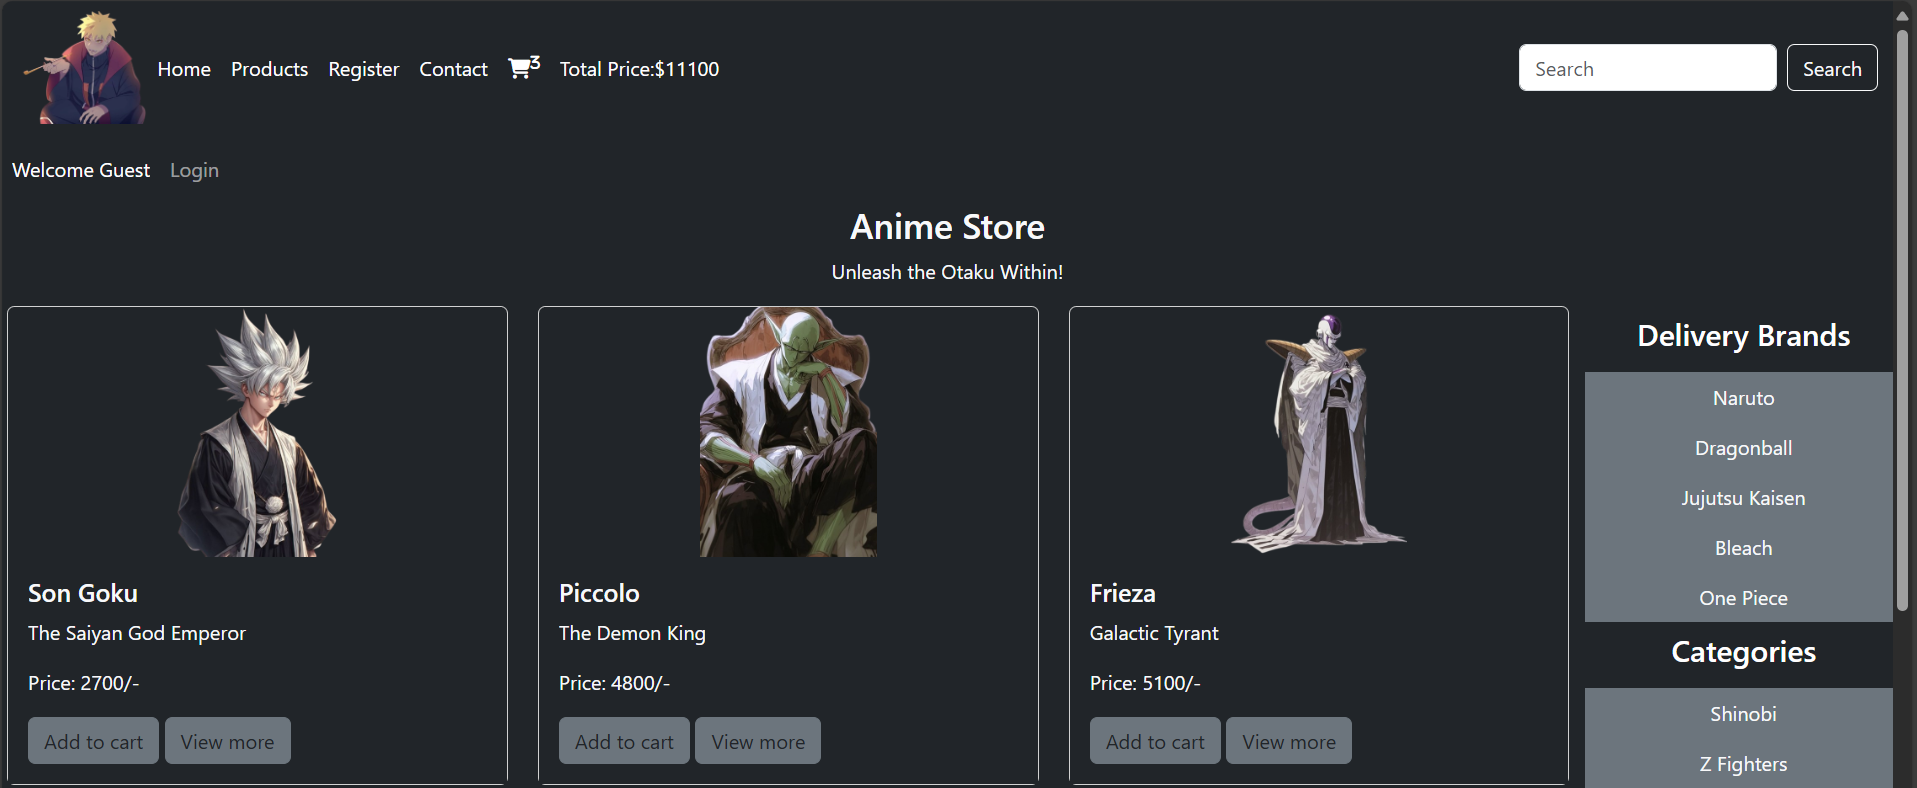 Home Products Register Contact 3 Total Price:$11100 Search Search
Welcome Guest Login
Anime Store
Unleash the Otaku Within!
Son Goku
The Saiyan God Emperor
Price: 2700/-
Add to cart View more
Piccolo
The Demon King
Price: 4800/-
Add to cart View more
Frieza
Galactic Tyrant
Price: 5100/-
Add to cart View more
Delivery Brands
Naruto
Dragonball
Jujutsu Kaisen
Bleach
One Piece
Categories
Shinobi
Z Fighters